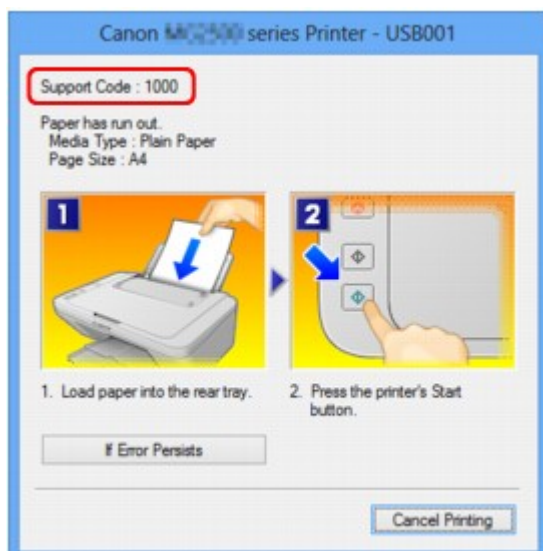 Canon series Printer - USB001
Support Code : 1000
Paper has run out.
Media Type : Plain Paper
Page Size : A4
1
2
1. Load paper into the rear tray.
2. Press the printer's Start
button.
If Error Persists
Cancel Printing